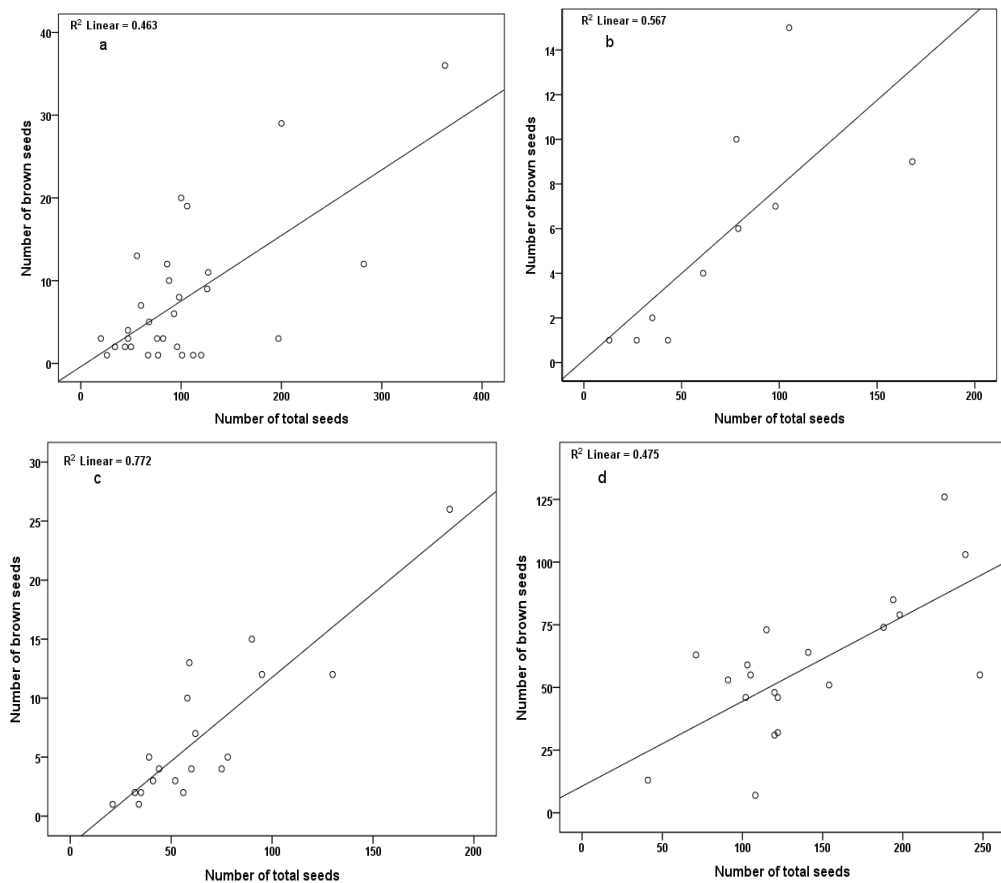 R² Linear = 0.463
a
40
30
20
10
0
Number of brown seeds
0 100 200 300 400
Number of total seeds
R² Linear = 0.567
b
14
12
10
8
6
4
2
0
Number of brown seeds
0 50 100 150 200
Number of total seeds
R² Linear = 0.772
c
30
25
20
15
10
5
0
Number of brown seeds
0 50 100 150 200
Number of total seeds
R² Linear = 0.475
d
125
100
75
50
25
0
Number of brown seeds
0 50 100 150 200 250
Number of total seeds